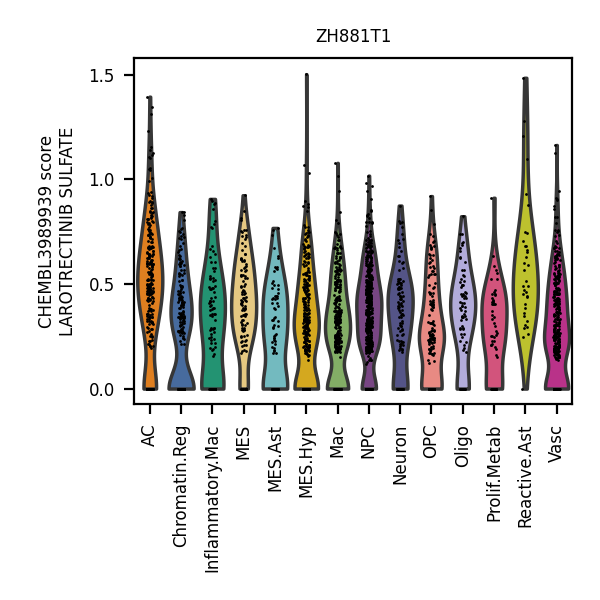 ZH881T1
CHEMBL3989939 score
LAROTRECTINIB SULFATE
1.5
1.0
0.5
0.0
AC
Chromatin.Reg
Inflammatory.Mac
MES
MES.Ast
MES.Hyp
Mac
NPC
Neuron
OPC
Oligo
Prolif.Metab
Reactive.Ast
Vasc